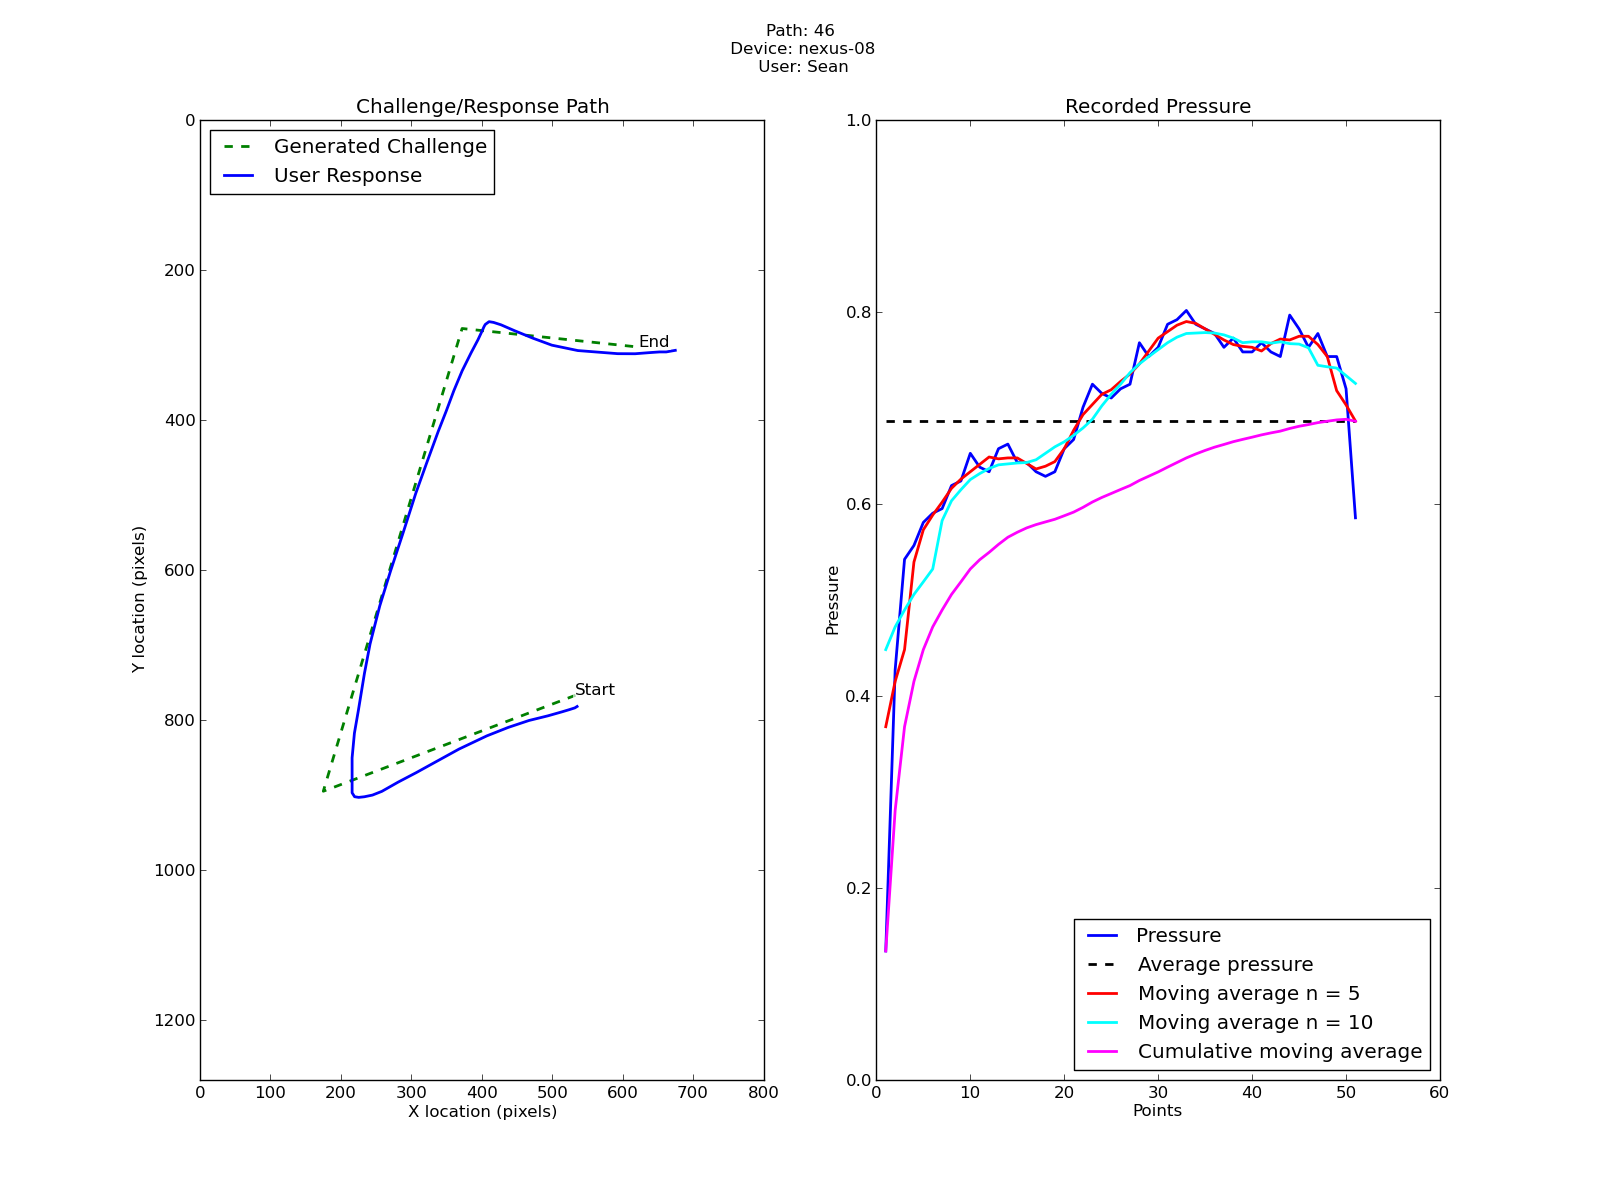 Path: 46
Device: nexus-08
User: Sean
Challenge/Response Path
Generated Challenge
User Response
0
200
400
600
800
1000
1200
Y location (pixels)
End
Start
0 100 200 300 400 500 600 700 800
X location (pixels)
Recorded Pressure
1.0
0.8
0.6
0.4
0.2
0.0
Pressure
Pressure
Average pressure
Moving average n = 5
Moving average n = 10
Cumulative moving average
0 10 20 30 40 50 60
Points